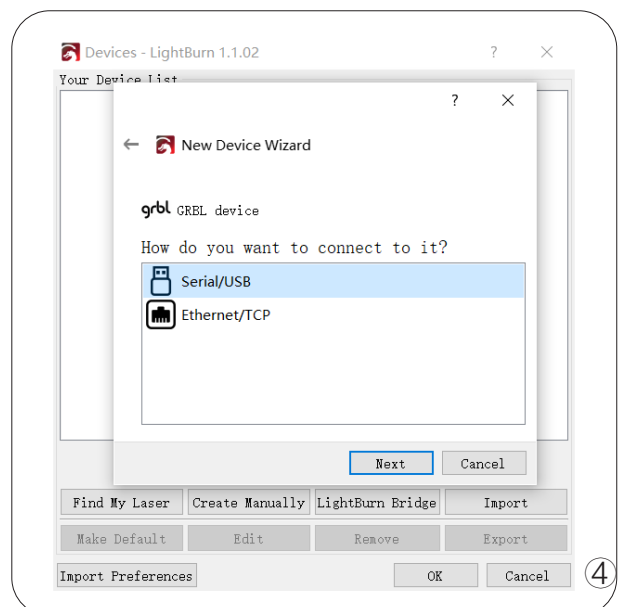 Devices - LightBurn 1.1.02
?
Your Device List
?
New Device Wizard
grbl GRBL device
How do you want to connect to it?
Serial/USB
Ethernet/TCP
Next Cancel
Find My Laser Create Manually LightBurn Bridge Import
Make Default Edit Remove Export
Import Preferences OK Cancel ④